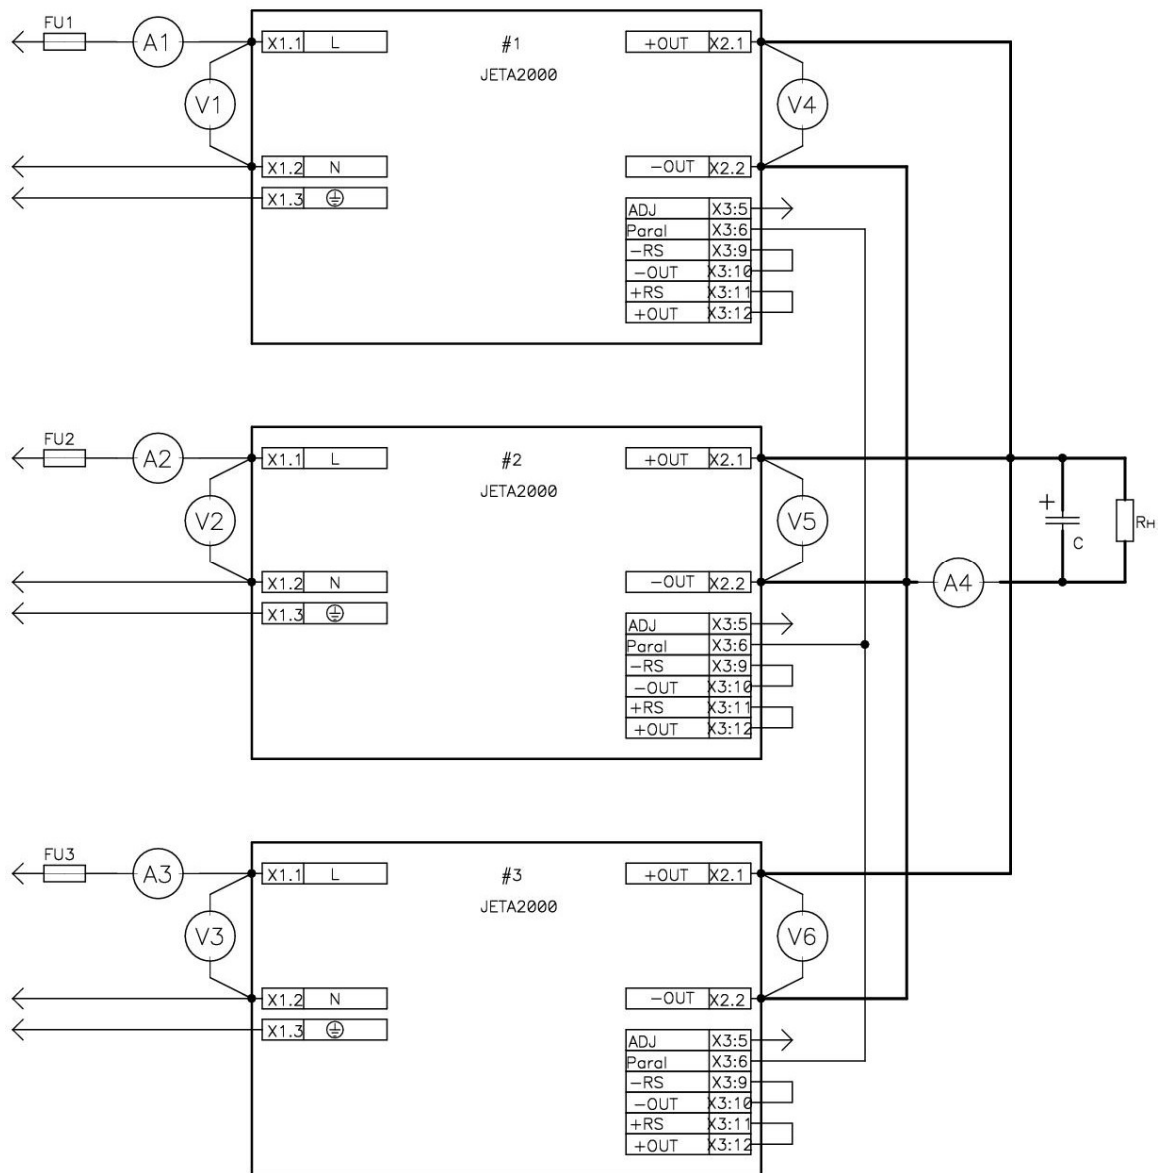 FU1
A1
V1
X1.1 L
#1
JETA2000
+OUT X2.1
V4
X1.2 N
X1.3
-OUT X2.2
ADJ X3:5
Paral X3:6
-RS X3:9
-OUT X3:10
+RS X3:11
+OUT X3:12
FU2
A2
V2
X1.1 L
#2
JETA2000
+OUT X2.1
V5
X1.2 N
X1.3
-OUT X2.2
ADJ X3:5
Paral X3:6
-RS X3:9
-OUT X3:10
+RS X3:11
+OUT X3:12
+
C
RH
A4
FU3
A3
V3
X1.1 L
#3
JETA2000
+OUT X2.1
V6
X1.2 N
X1.3
-OUT X2.2
ADJ X3:5
Paral X3:6
-RS X3:9
-OUT X3:10
+RS X3:11
+OUT X3:12